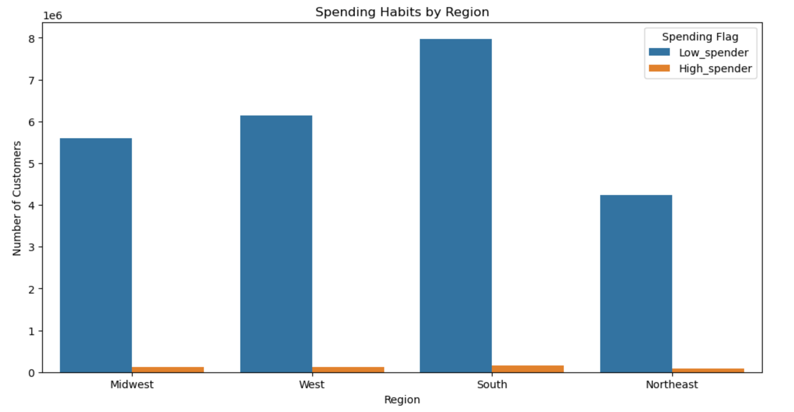 Spending Habits by Region
1e6
Spending Flag
Low_spender
High_spender
8
7
6
5
4
3
2
1
0
Number of Customers
Midwest West South Northeast
Region